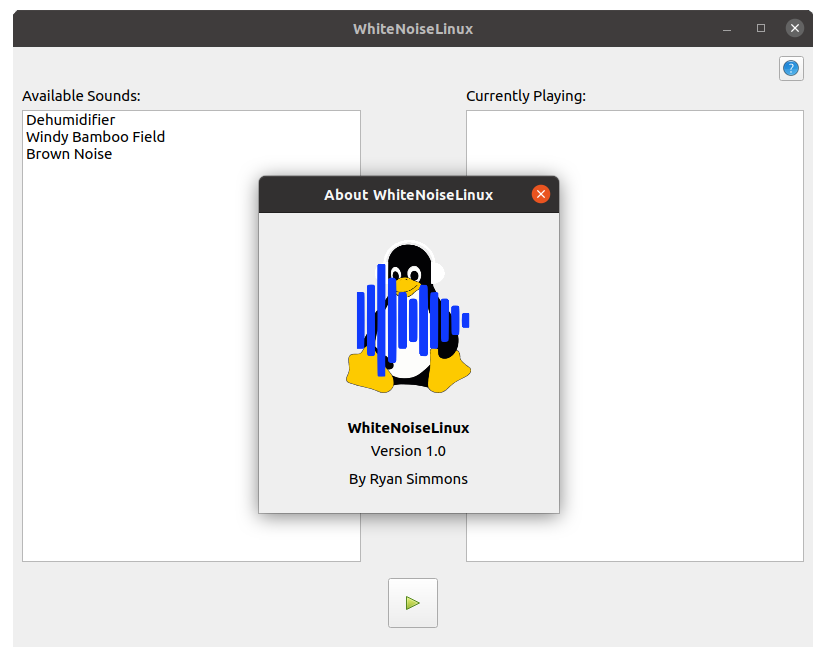 WhiteNoiseLinux
?
Available Sounds:
Currently Playing:
Dehumidifier
Windy Bamboo Field
Brown Noise
About WhiteNoiseLinux
WhiteNoiseLinux
Version 1.0
By Ryan Simmons